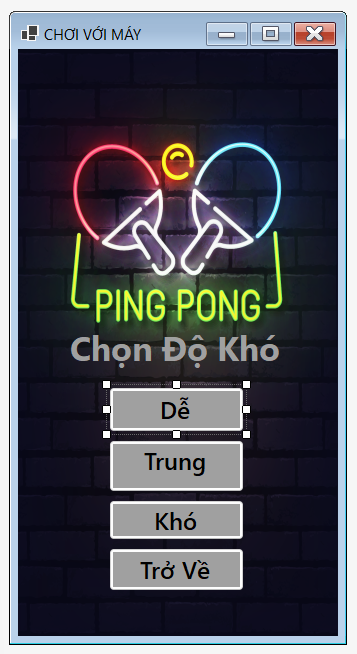 CHƠI VỚI MÁY
PING PONG
Chọn Độ Khó
Dễ
Trung
Khó
Trở Về